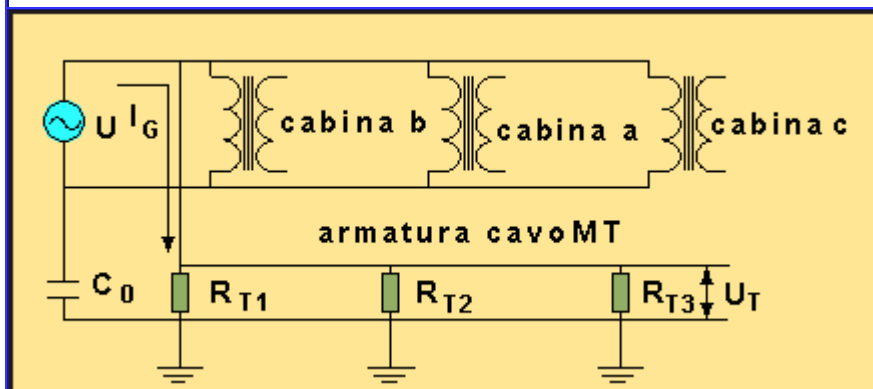 U I_G
cabina b
cabina a
cabina c
armatura cavo MT
C_0
R_T1
R_T2
R_T3
U_T